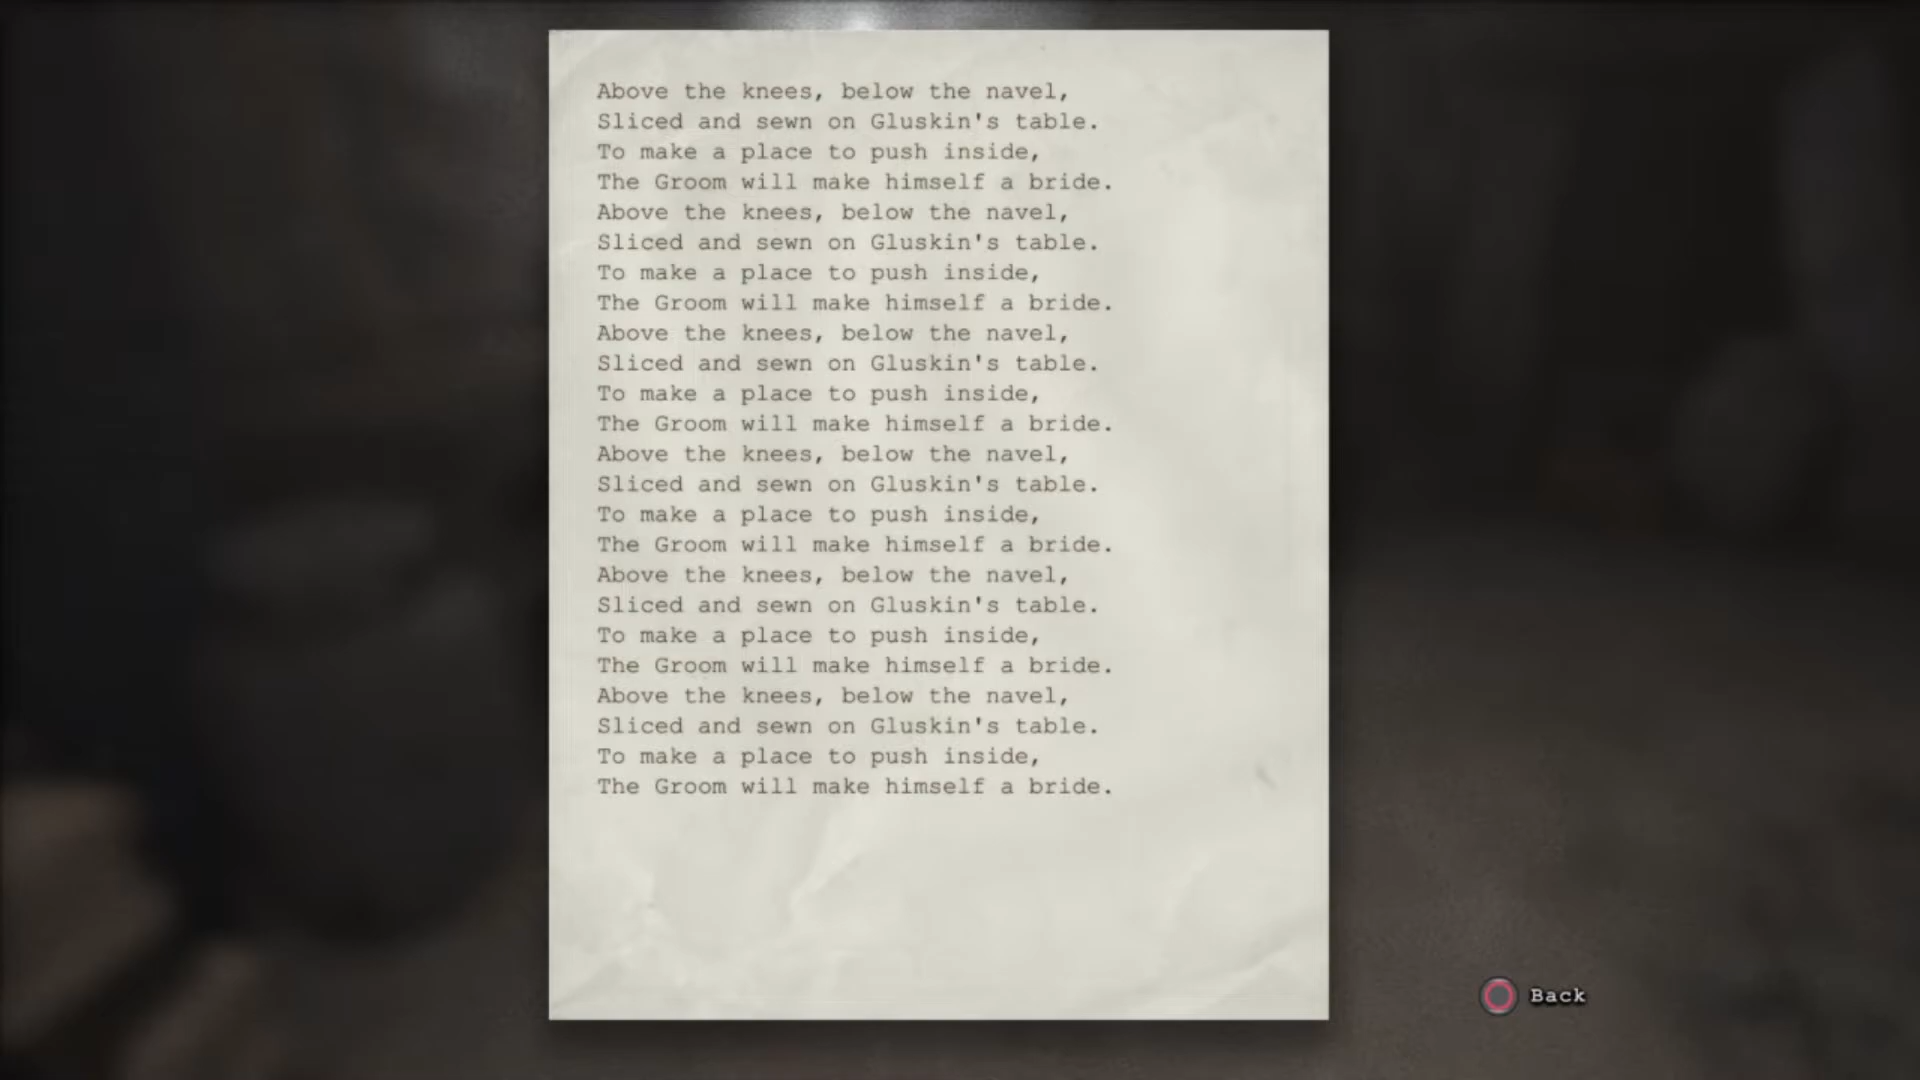 Above the knees, below the navel,
Sliced and sewn on Gluskin's table.
To make a place to push inside,
The Groom will make himself a bride.
Above the knees, below the navel,
Sliced and sewn on Gluskin's table.
To make a place to push inside,
The Groom will make himself a bride.
Above the knees, below the navel,
Sliced and sewn on Gluskin's table.
To make a place to push inside,
The Groom will make himself a bride.
Above the knees, below the navel,
Sliced and sewn on Gluskin's table.
To make a place to push inside,
The Groom will make himself a bride.
Above the knees, below the navel,
Sliced and sewn on Gluskin's table.
To make a place to push inside,
The Groom will make himself a bride.
Above the knees, below the navel,
Sliced and sewn on Gluskin's table.
To make a place to push inside,
The Groom will make himself a bride.
Back